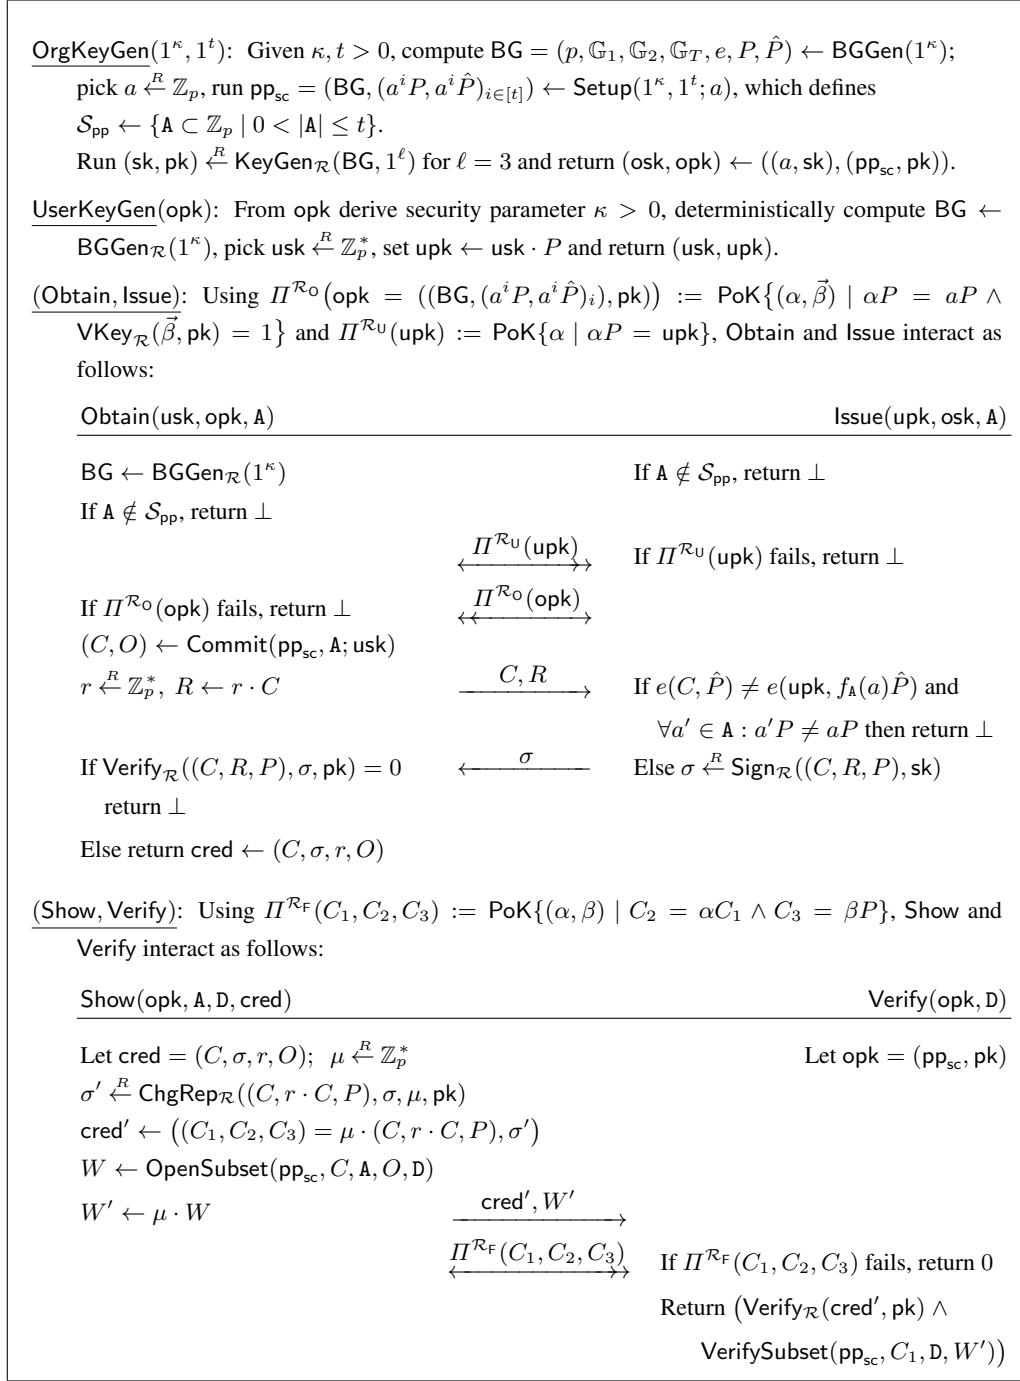 OrgKeyGen(1^κ, 1^t): Given κ, t > 0, compute BG = (p, 𝔾₁, 𝔾₂, 𝔾_T, e, P, P̂) ← BGGen(1^κ);
pick a ←^R ℤ_p, run pp_sc = (BG, (a^i P, a^i P̂)_{i∈[t]}) ← Setup(1^κ, 1^t; a), which defines
𝒮_pp ← {A ⊂ ℤ_p | 0 < |A| ≤ t}.
Run (sk, pk) ←^R KeyGen_ℛ(BG, 1^ℓ) for ℓ = 3 and return (osk, opk) ← ((a, sk), (pp_sc, pk)).
UserKeyGen(opk): From opk derive security parameter κ > 0, deterministically compute BG ←
BGGen_ℛ(1^κ), pick usk ←^R ℤ_p^*, set upk ← usk · P and return (usk, upk).
(Obtain, Issue): Using Π^{ℛ_O}(opk = ((BG, (a^i P, a^i P̂)_i), pk)) := PoK{(α, β⃗) | αP = aP ∧
VKey_ℛ(β⃗, pk) = 1} and Π^{ℛ_U}(upk) := PoK{α | αP = upk}, Obtain and Issue interact as
follows:
Obtain(usk, opk, A) Issue(upk, osk, A)
BG ← BGGen_ℛ(1^κ) If A ∉ 𝒮_pp, return ⊥
If A ∉ 𝒮_pp, return ⊥
Π^{ℛ_U}(upk) If Π^{ℛ_U}(upk) fails, return ⊥
If Π^{ℛ_O}(opk) fails, return ⊥ Π^{ℛ_O}(opk)
(C, O) ← Commit(pp_sc, A; usk)
r ←^R ℤ_p^*, R ← r · C C, R If e(C, P̂) ≠ e(upk, f_A(a)P̂) and
∀a′ ∈ A : a′P ≠ aP then return ⊥
If Verify_ℛ((C, R, P), σ, pk) = 0 σ Else σ ←^R Sign_ℛ((C, R, P), sk)
return ⊥
Else return cred ← (C, σ, r, O)
(Show, Verify): Using Π^{ℛ_F}(C₁, C₂, C₃) := PoK{(α, β) | C₂ = αC₁ ∧ C₃ = βP}, Show and
Verify interact as follows:
Show(opk, A, D, cred) Verify(opk, D)
Let cred = (C, σ, r, O); μ ←^R ℤ_p^* Let opk = (pp_sc, pk)
σ′ ←^R ChgRep_ℛ((C, r · C, P), σ, μ, pk)
cred′ ← ((C₁, C₂, C₃) = μ · (C, r · C, P), σ′)
W ← OpenSubset(pp_sc, C, A, O, D)
W′ ← μ · W cred′, W′
Π^{ℛ_F}(C₁, C₂, C₃) If Π^{ℛ_F}(C₁, C₂, C₃) fails, return 0
Return (Verify_ℛ(cred′, pk) ∧
VerifySubset(pp_sc, C₁, D, W′))